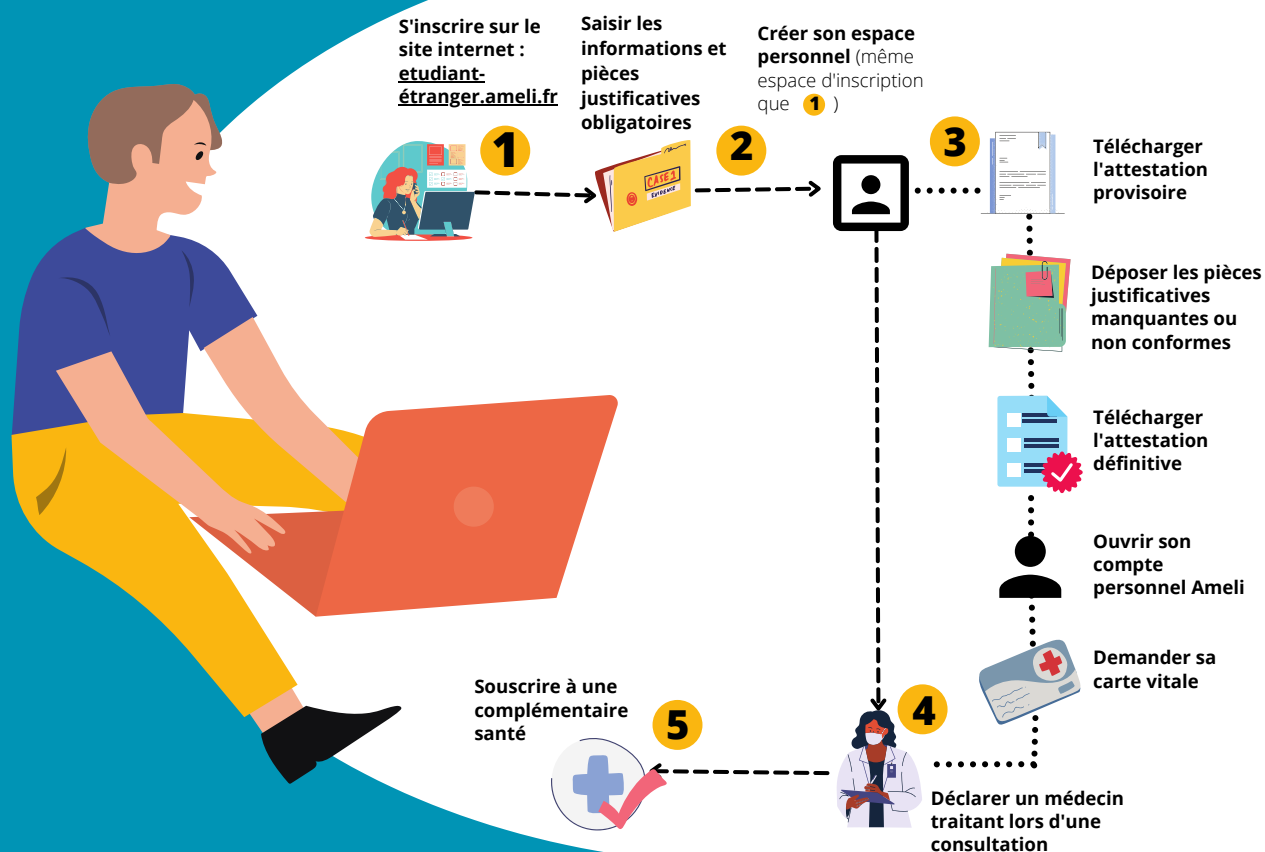 S'inscrire sur le
site internet :
etudiant-
étranger.ameli.fr
1
Saisir les
informations et
pièces
justificatives
obligatoires
CASE 1
EVIDENCE
2
Créer son espace
personnel (même
espace d'inscription
que 1 )
3
Télécharger
l'attestation
provisoire
Déposer les pièces
justificatives
manquantes ou
non conformes
Télécharger
l'attestation
définitive
Ouvrir son
compte
personnel Ameli
Demander sa
carte vitale
4
Déclarer un médecin
traitant lors d'une
consultation
Souscrire à une
complémentaire
santé
5